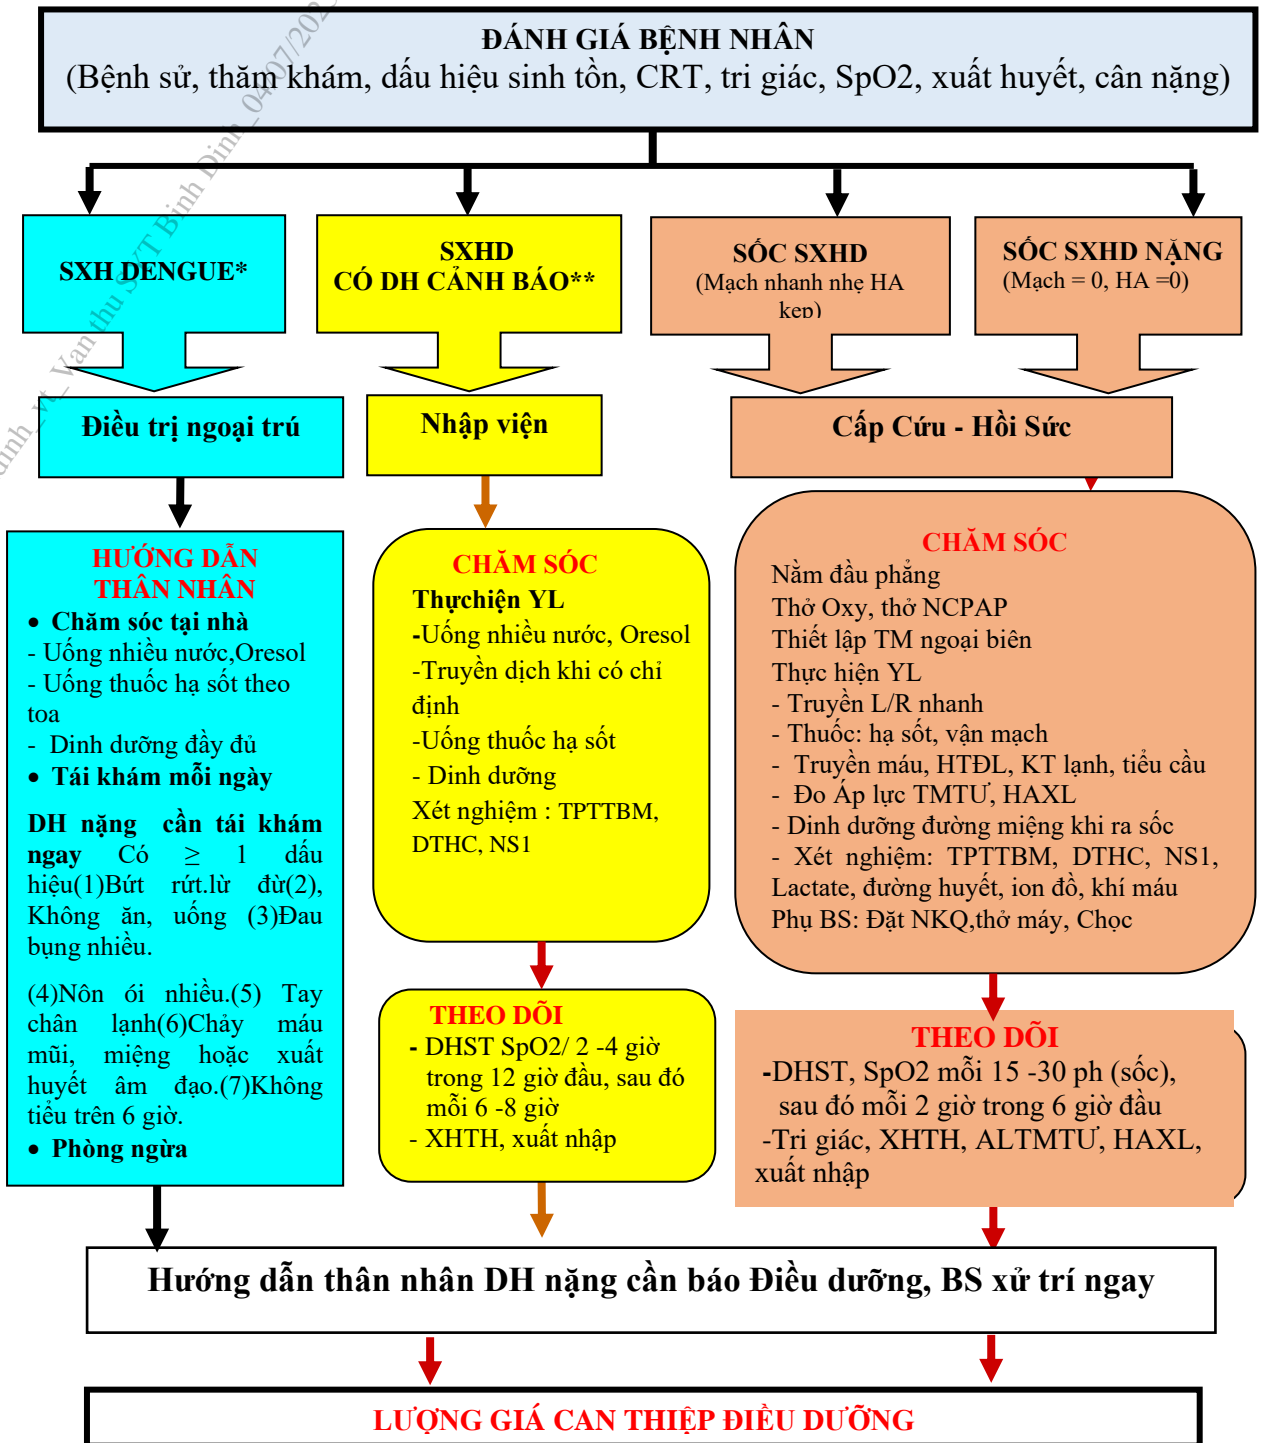 ĐÁNH GIÁ BỆNH NHÂN
(Bệnh sử, thăm khám, dấu hiệu sinh tồn, CRT, tri giác, SpO2, xuất huyết, cân nặng)
SXH DENGUE*
SXHD
CÓ DH CẢNH BÁO**
SỐC SXHD
(Mạch nhanh nhẹ HA
kẹp)
SỐC SXHD NẶNG
(Mạch = 0, HA =0)
Điều trị ngoại trú
Nhập viện
Cấp Cứu - Hồi Sức
HƯỚNG DẪN
THÂN NHÂN
• Chăm sóc tại nhà
- Uống nhiều nước,Oresol
- Uống thuốc hạ sốt theo
toa
- Dinh dưỡng đầy đủ
• Tái khám mỗi ngày
DH nặng cần tái khám
ngay Có ≥ 1 dấu
hiệu(1)Bứt rứt.lừ đừ(2),
Không ăn, uống (3)Đau
bụng nhiều.
(4)Nôn ói nhiều.(5) Tay
chân lạnh(6)Chảy máu
mũi, miệng hoặc xuất
huyết âm đạo.(7)Không
tiểu trên 6 giờ.
• Phòng ngừa
CHĂM SÓC
Thựchiện YL
-Uống nhiều nước, Oresol
-Truyền dịch khi có chỉ
định
-Uống thuốc hạ sốt
- Dinh dưỡng
Xét nghiệm : TPTTBM,
DTHC, NS1
THEO DÕI
- DHST SpO2/ 2 -4 giờ
trong 12 giờ đầu, sau đó
mỗi 6 -8 giờ
- XHTH, xuất nhập
CHĂM SÓC
Nằm đầu phẳng
Thở Oxy, thở NCPAP
Thiết lập TM ngoại biên
Thực hiện YL
- Truyền L/R nhanh
- Thuốc: hạ sốt, vận mạch
- Truyền máu, HTĐL, KT lạnh, tiểu cầu
- Đo Áp lực TMTƯ, HAXL
- Dinh dưỡng đường miệng khi ra sốc
- Xét nghiệm: TPTTBM, DTHC, NS1,
Lactate, đường huyết, ion đồ, khí máu
Phụ BS: Đặt NKQ,thở máy, Chọc
THEO DÕI
-DHST, SpO2 mỗi 15 -30 ph (sốc),
sau đó mỗi 2 giờ trong 6 giờ đầu
-Tri giác, XHTH, ALTMTƯ, HAXL,
xuất nhập
Hướng dẫn thân nhân DH nặng cần báo Điều dưỡng, BS xử trí ngay
LƯỢNG GIÁ CAN THIỆP ĐIỀU DƯỠNG